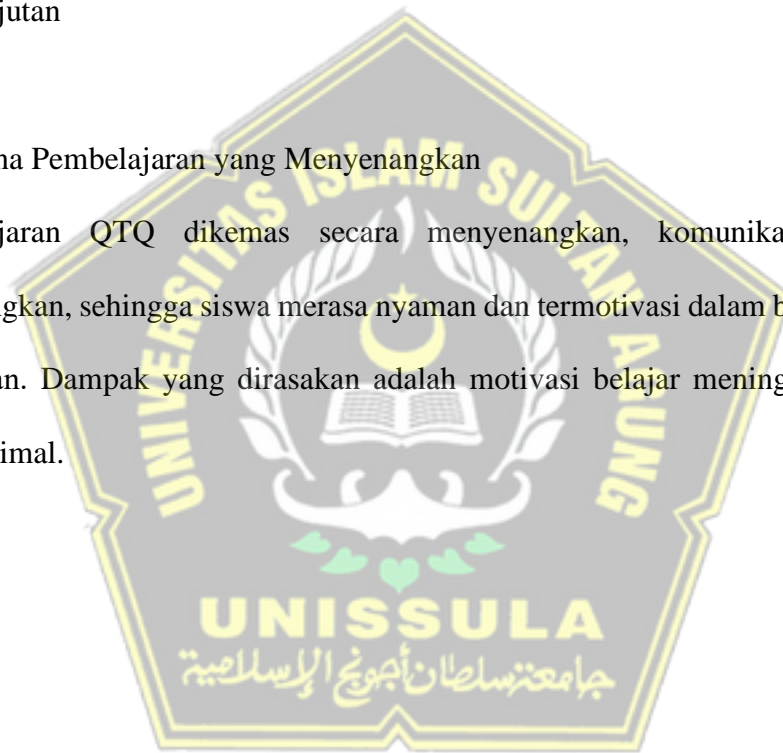 jutan
na Pembelajaran yang Menyenangkan
jaran QTQ dikemas secara menyenangkan, komunika
ngkan, sehingga siswa merasa nyaman dan termotivasi dalam b
an. Dampak yang dirasakan adalah motivasi belajar mening
imal.
UNIVERSITAS ISLAM SULTAN AGUNG
UNISSULA
جامعة سلطان أجونج الإسلامية